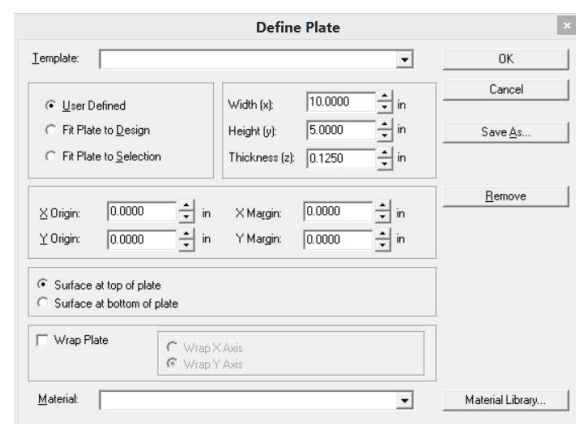 Define Plate
Template:
OK
Cancel
Save As...
Remove
User Defined
Fit Plate to Design
Fit Plate to Selection
Width (x): 10.0000 in
Height (y): 5.0000 in
Thickness (z): 0.1250 in
X Origin: 0.0000 in X Margin: 0.0000 in
Y Origin: 0.0000 in Y Margin: 0.0000 in
Surface at top of plate
Surface at bottom of plate
Wrap Plate
Wrap X Axis
Wrap Y Axis
Material:
Material Library...